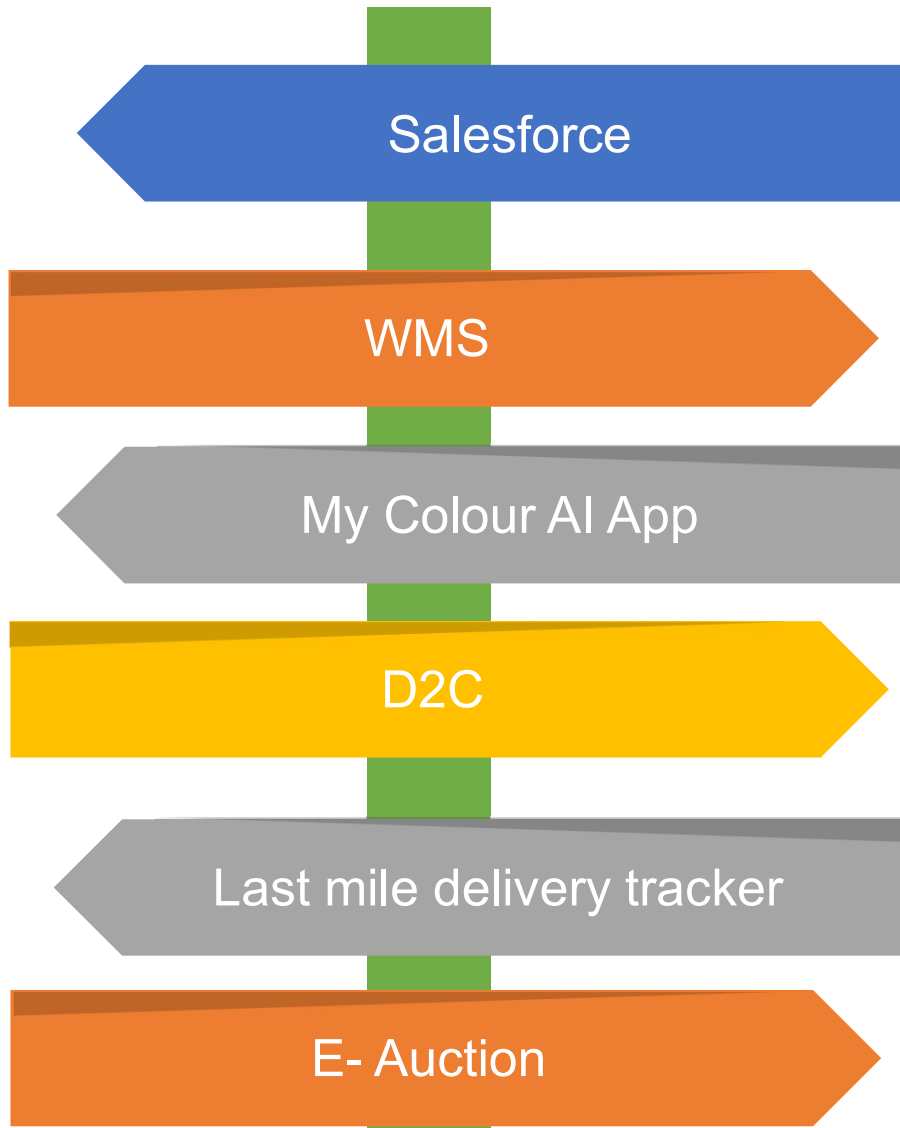 Salesforce
WMS
My Colour AI App
D2C
Last mile delivery tracker
E- Auction